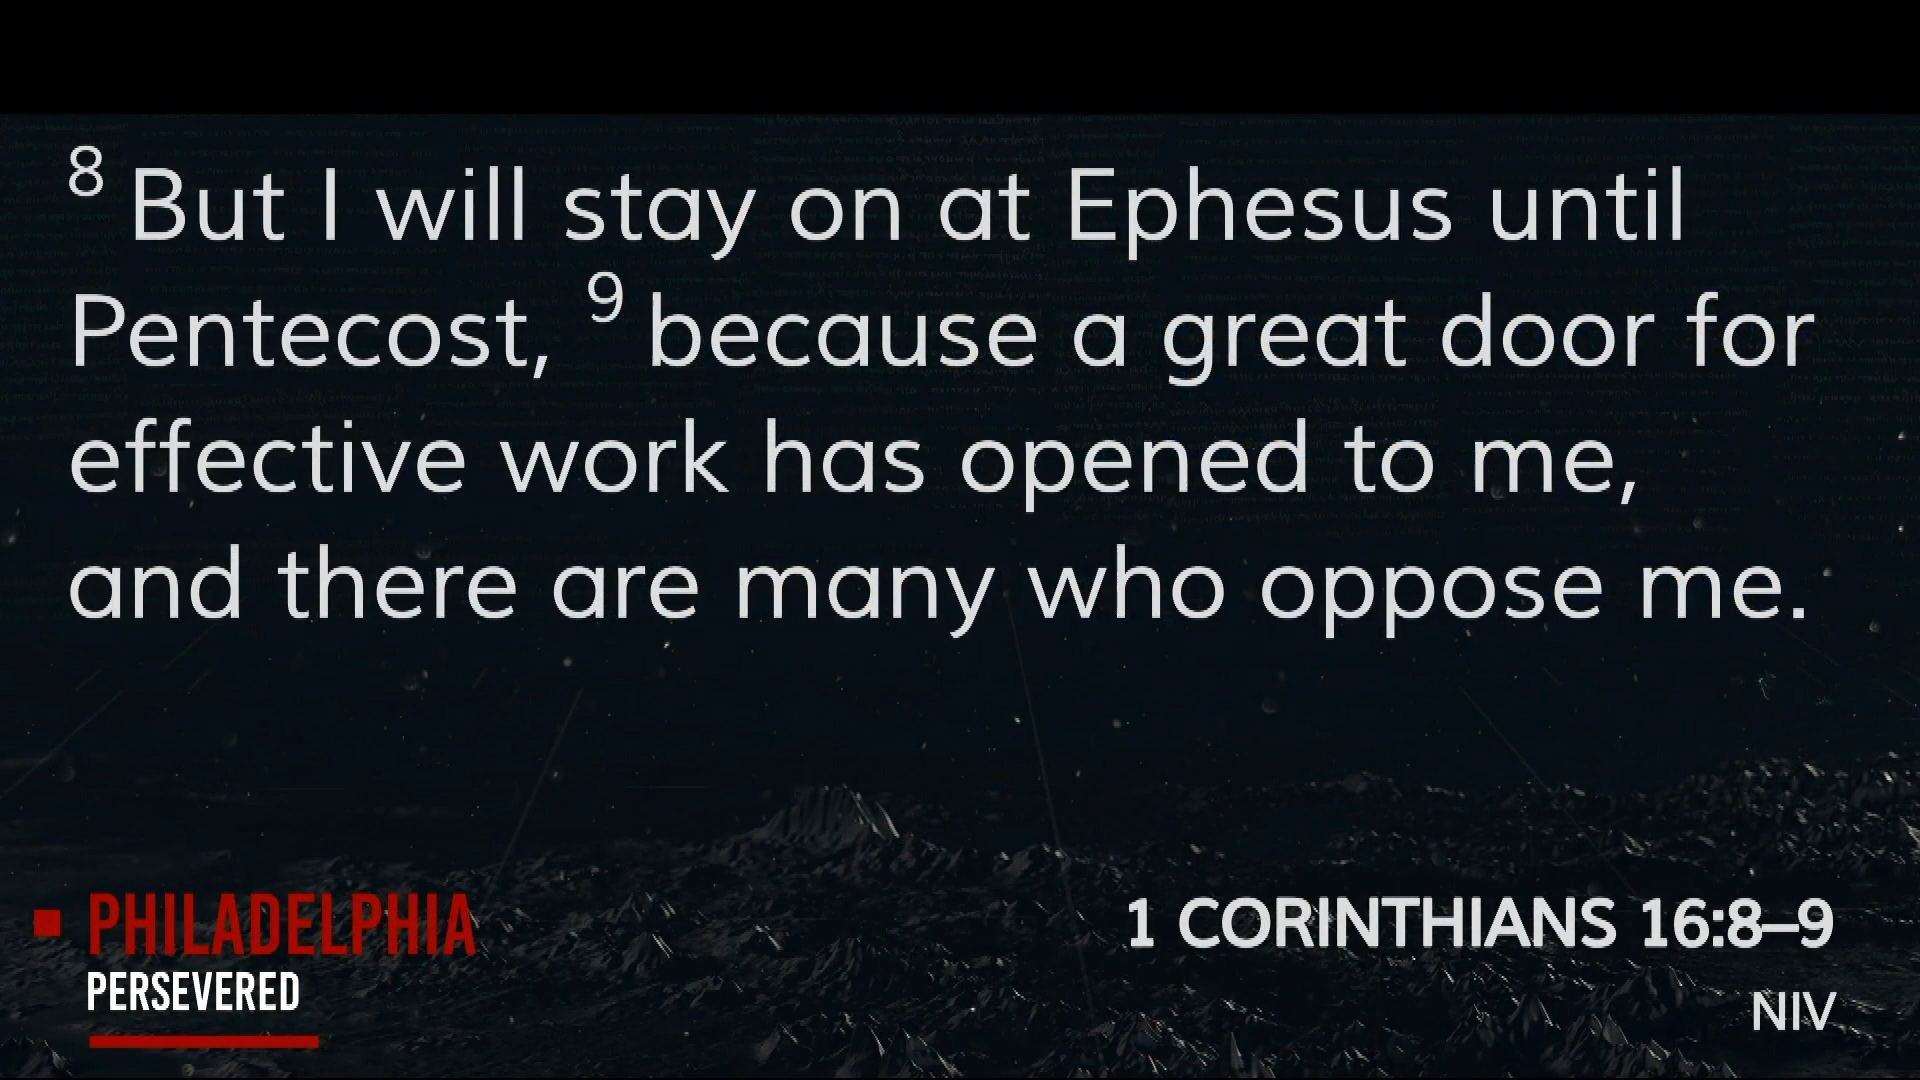 8 But I will stay on at Ephesus until
Pentecost, 9 because a great door for
effective work has opened to me,
and there are many who oppose me.
PHILADELPHIA
PERSEVERED
1 CORINTHIANS 16:8–9
NIV